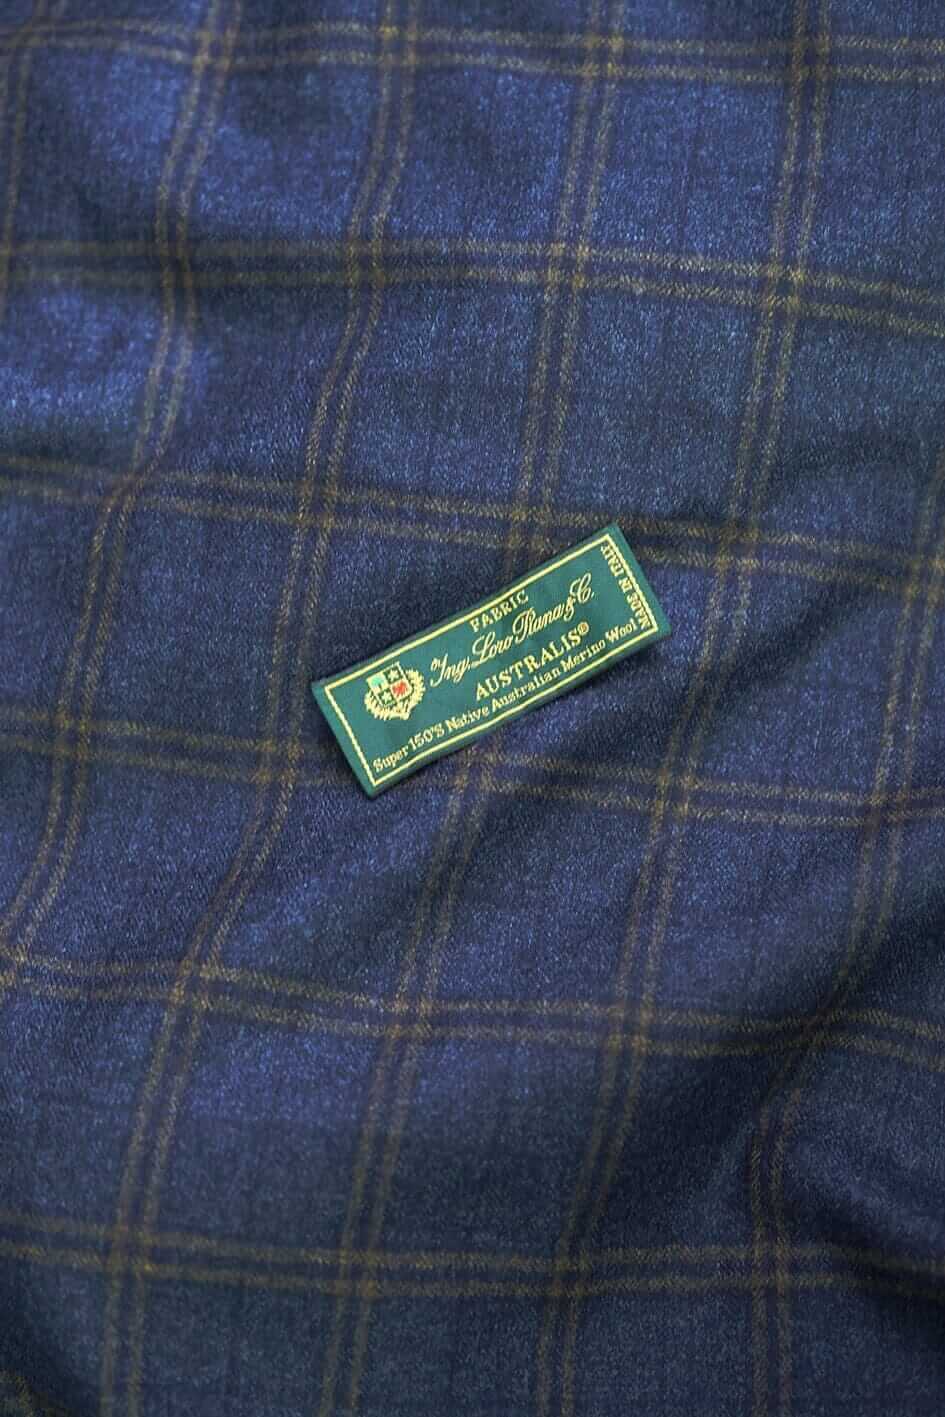 FABRIC
Ing. Loro Piana & C.
AUSTRALIS®
Super 150'S Native Australian Merino Wool
MADE IN ITALY